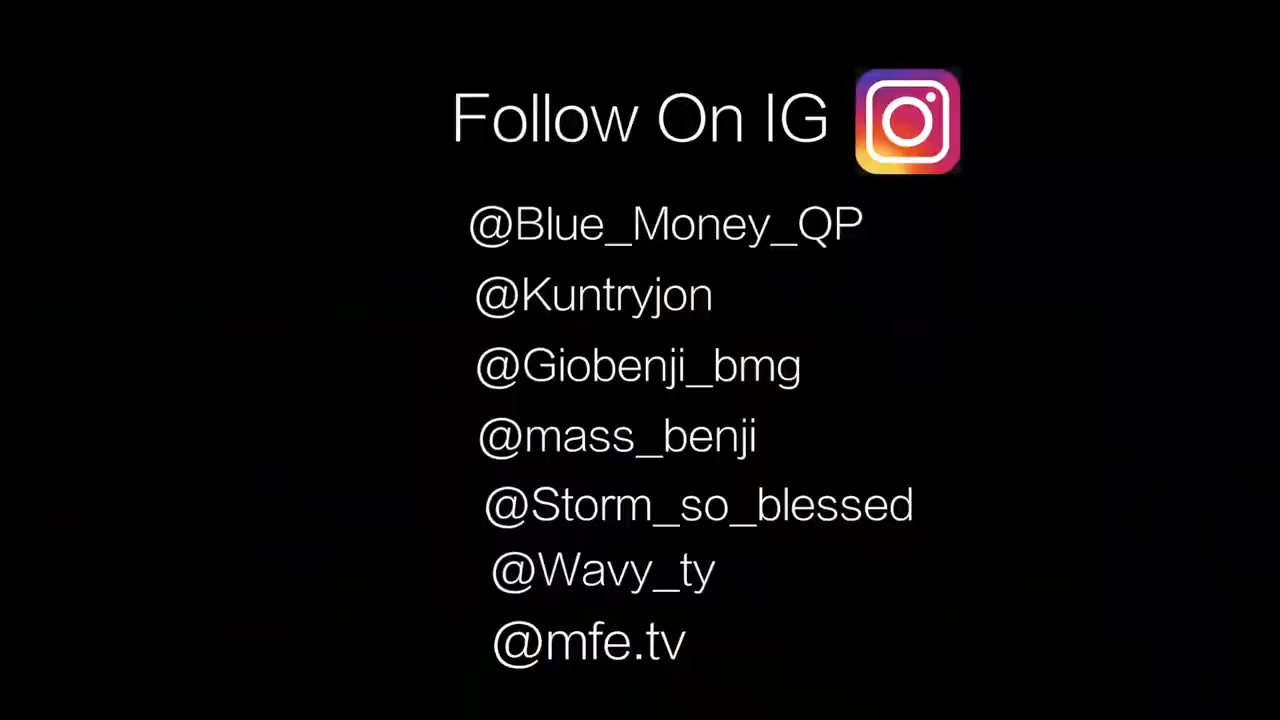 Follow On IG
@Blue_Money_QP
@Kuntryjon
@Giobenji_bmg
@mass_benji
@Storm_so_blessed
@Wavy_ty
@mfe.tv